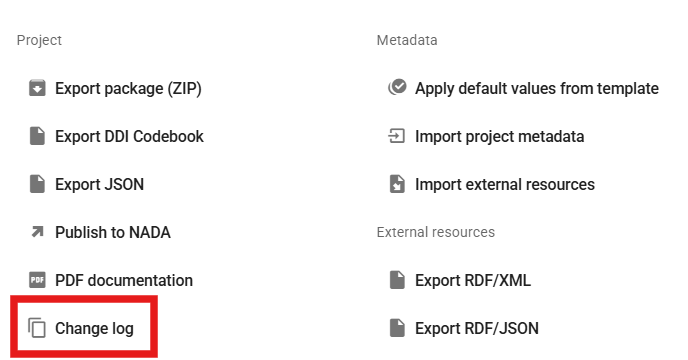 Project
Export package (ZIP)
Export DDI Codebook
Export JSON
Publish to NADA
PDF PDF documentation
Change log
Metadata
Apply default values from template
Import project metadata
Import external resources
External resources
Export RDF/XML
Export RDF/JSON